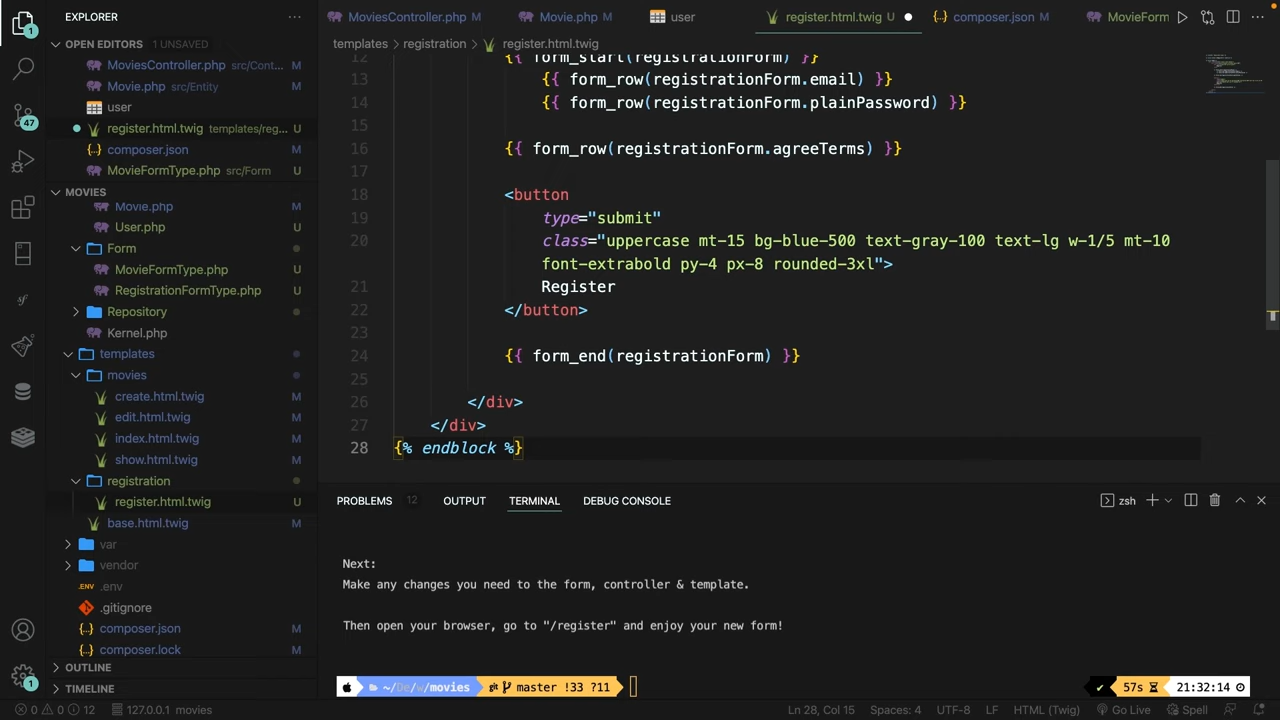 EXPLORER
OPEN EDITORS 1 UNSAVED
MoviesController.php src/Cont... M
Movie.php src/Entity M
user
register.html.twig templates/reg... U
composer.json M
MovieFormType.php src/Form U
MOVIES
Movie.php M
User.php U
Form
MovieFormType.php U
RegistrationFormType.php U
Repository
Kernel.php
templates
movies
create.html.twig M
edit.html.twig M
index.html.twig M
show.html.twig M
registration
register.html.twig U
base.html.twig M
var
vendor
.ENV .env
.gitignore
composer.json M
composer.lock M
OUTLINE
TIMELINE
1
47
1
MoviesController.php M Movie.php M user register.html.twig U composer.json M MovieForm
templates > registration > register.html.twig
12 {{ form_start(registrationForm) }}
13 {{ form_row(registrationForm.email) }}
14 {{ form_row(registrationForm.plainPassword) }}
15
16 {{ form_row(registrationForm.agreeTerms) }}
17
18 <button
19 type="submit"
20 class="uppercase mt-15 bg-blue-500 text-gray-100 text-lg w-1/5 mt-10
font-extrabold py-4 px-8 rounded-3xl">
21 Register
22 </button>
23
24 {{ form_end(registrationForm) }}
25
26 </div>
27 </div>
28 {% endblock %}
PROBLEMS 12 OUTPUT TERMINAL DEBUG CONSOLE zsh
Next:
Make any changes you need to the form, controller & template.
Then open your browser, go to "/register" and enjoy your new form!
~/De/w/movies git master !33 ?11 57s 21:32:14
0 0 12 127.0.0.1 movies Ln 28, Col 15 Spaces: 4 UTF-8 LF HTML (Twig) Go Live Spell